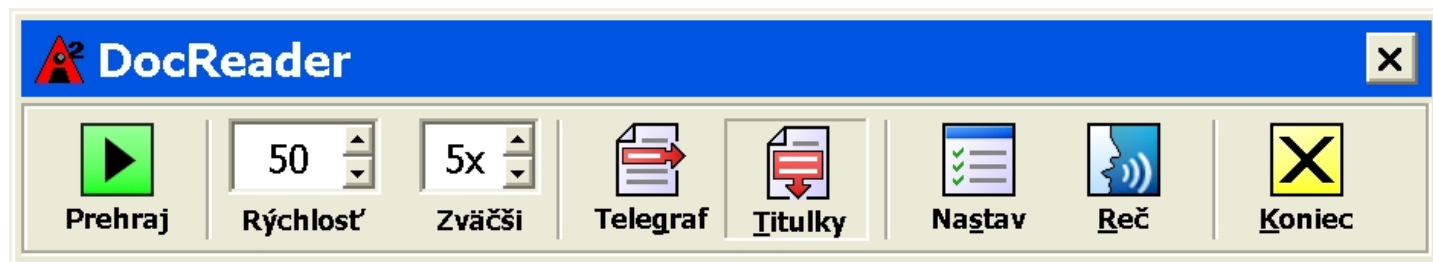 DocReader
50 5x
Prehraj Rýchlosť Zväčši Telegraf Titulky Nastav Reč Koniec